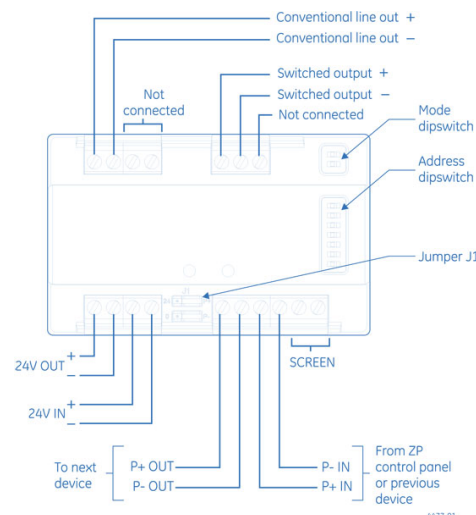 Conventional line out +
Conventional line out −
Not
connected
Switched output +
Switched output −
Not connected
Mode
dipswitch
Address
dipswitch
Jumper J1
24V OUT +
−
24V IN +
−
SCREEN
To next
device
P+ OUT
P- OUT
P- IN
P+ IN
From ZP
control panel
or previous
device